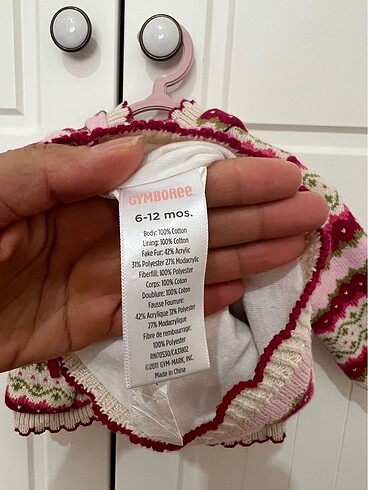 GYMBOREE
6-12 mos.
Body: 100% Cotton
Lining: 100% Cotton
Fake Fur: 42% Acrylic
31% Polyester 27% Modacrylic
Fiberfill: 100% Polyester
Corps: 100% Coton
Doublure: 100% Coton
Fausse Fourrure:
42% Acrylique 31% Polyester
27% Modacrylique
Fibre de rembourrage:
100% Polyester
RN70530/CA31802
©2011 GYM-MARK, INC.
Made in China